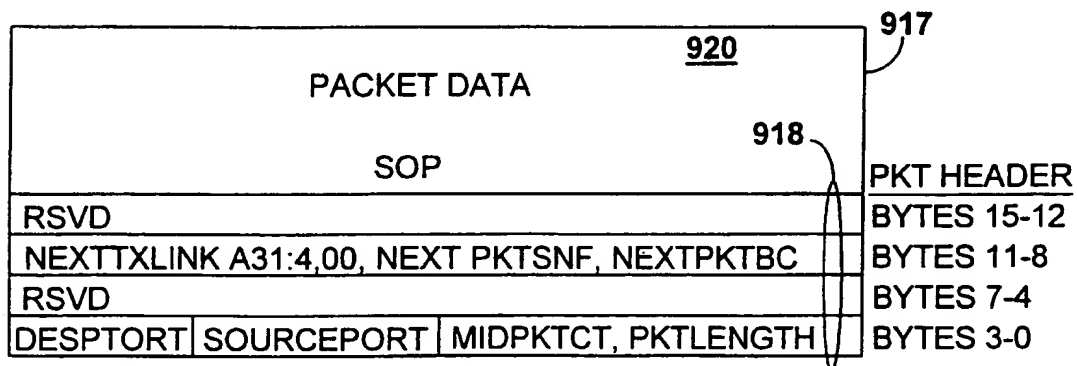 917
920
PACKET DATA
918
SOP
PKT HEADER
RSVD BYTES 15-12
NEXTTXLINK A31:4,00, NEXT PKTSNF, NEXTPKTBC BYTES 11-8
RSVD BYTES 7-4
DESPTORT SOURCEPORT MIDPKTCT, PKTLENGTH BYTES 3-0